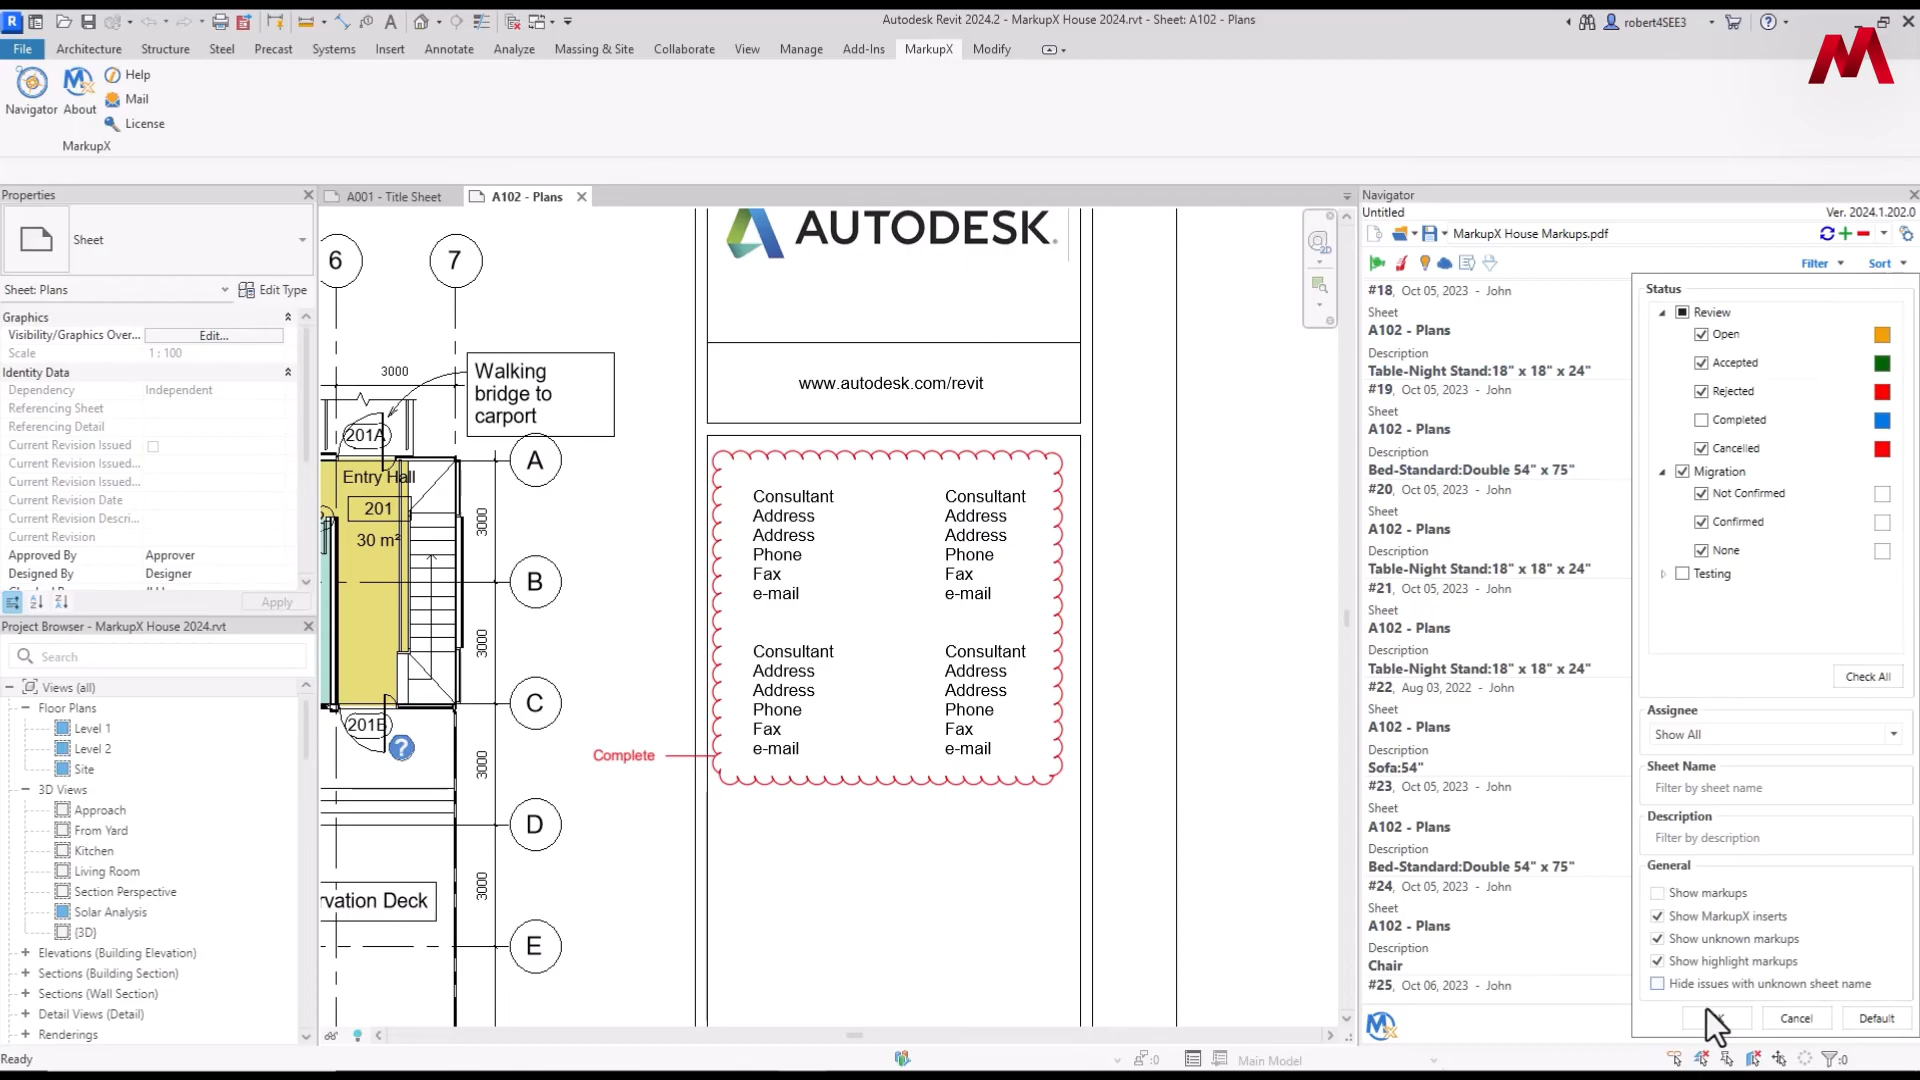 Autodesk Revit 2024.2 - MarkupX House 2024.rvt - Sheet: A102 - Plans
robert4SEE3
File Architecture Structure Steel Precast Systems Insert Annotate Analyze Massing & Site Collaborate View Manage Add-Ins MarkupX Modify
Navigator
About
Help
Mail
License
MarkupX
Properties
Sheet
Sheet: Plans
Edit Type
Graphics
Visibility/Graphics Over... Edit...
Scale 1 : 100
Identity Data
Dependency Independent
Referencing Sheet
Referencing Detail
Current Revision Issued
Current Revision Issued...
Current Revision Issued...
Current Revision Date
Current Revision Descri...
Current Revision
Approved By Approver
Designed By Designer
Apply
Project Browser - MarkupX House 2024.rvt
Search
Views (all)
Floor Plans
Level 1
Level 2
Site
3D Views
Approach
From Yard
Kitchen
Living Room
Section Perspective
Solar Analysis
{3D}
Elevations (Building Elevation)
Sections (Building Section)
Sections (Wall Section)
Detail Views (Detail)
Renderings
Ready
A001 - Title Sheet
A102 - Plans
6
7
3000
Walking
bridge to
carport
201A
A
Entry Hall
201
30 m²
3000
B
3000
C
201B
?
3000
D
3000
rvation Deck
E
AUTODESK.
www.autodesk.com/revit
Consultant
Address
Address
Phone
Fax
e-mail
Consultant
Address
Address
Phone
Fax
e-mail
Consultant
Address
Address
Phone
Fax
e-mail
Consultant
Address
Address
Phone
Fax
e-mail
Complete
2D
:0
Main Model
Navigator
Untitled
Ver. 2024.1.202.0
MarkupX House Markups.pdf
Filter
Sort
#18, Oct 05, 2023 - John
Sheet
A102 - Plans
Description
Table-Night Stand:18" x 18" x 24"
#19, Oct 05, 2023 - John
Sheet
A102 - Plans
Description
Bed-Standard:Double 54" x 75"
#20, Oct 05, 2023 - John
Sheet
A102 - Plans
Description
Table-Night Stand:18" x 18" x 24"
#21, Oct 05, 2023 - John
Sheet
A102 - Plans
Description
Table-Night Stand:18" x 18" x 24"
#22, Aug 03, 2022 - John
Sheet
A102 - Plans
Description
Sofa:54"
#23, Oct 05, 2023 - John
Sheet
A102 - Plans
Description
Bed-Standard:Double 54" x 75"
#24, Oct 05, 2023 - John
Sheet
A102 - Plans
Description
Chair
#25, Oct 06, 2023 - John
Status
Review
Open
Accepted
Rejected
Completed
Cancelled
Migration
Not Confirmed
Confirmed
None
Testing
Check All
Assignee
Show All
Sheet Name
Filter by sheet name
Description
Filter by description
General
Show markups
Show MarkupX inserts
Show unknown markups
Show highlight markups
Hide issues with unknown sheet name
Cancel
Default
:0